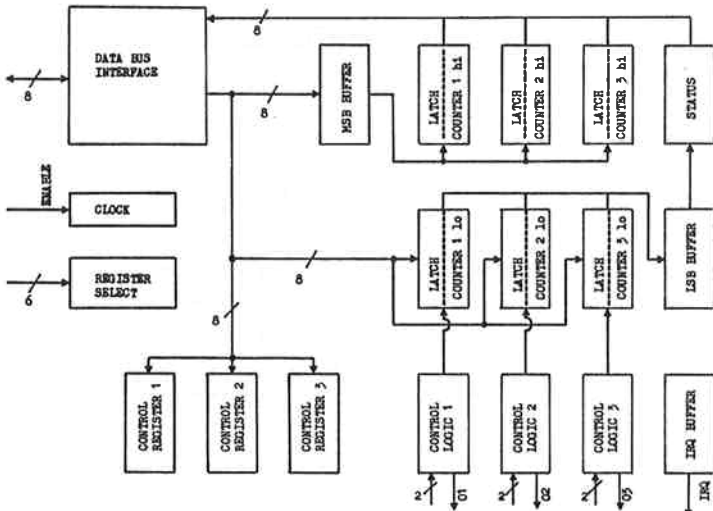 8
DATA BUS
INTERFACE
8
8
MSB BUFFER
LATCH
COUNTER 1 hi
LATCH
COUNTER 2 hi
LATCH
COUNTER 3 hi
STATUS
8
ENABLE
CLOCK
6
REGISTER
SELECT
8
8
LATCH
COUNTER 1 lo
LATCH
COUNTER 2 lo
LATCH
COUNTER 3 lo
LSB BUFFER
CONTROL
REGISTER 1
CONTROL
REGISTER 2
CONTROL
REGISTER 3
CONTROL
LOGIC 1
CONTROL
LOGIC 2
CONTROL
LOGIC 3
IRQ BUFFER
2
O1
2
O2
2
O3
IRQ